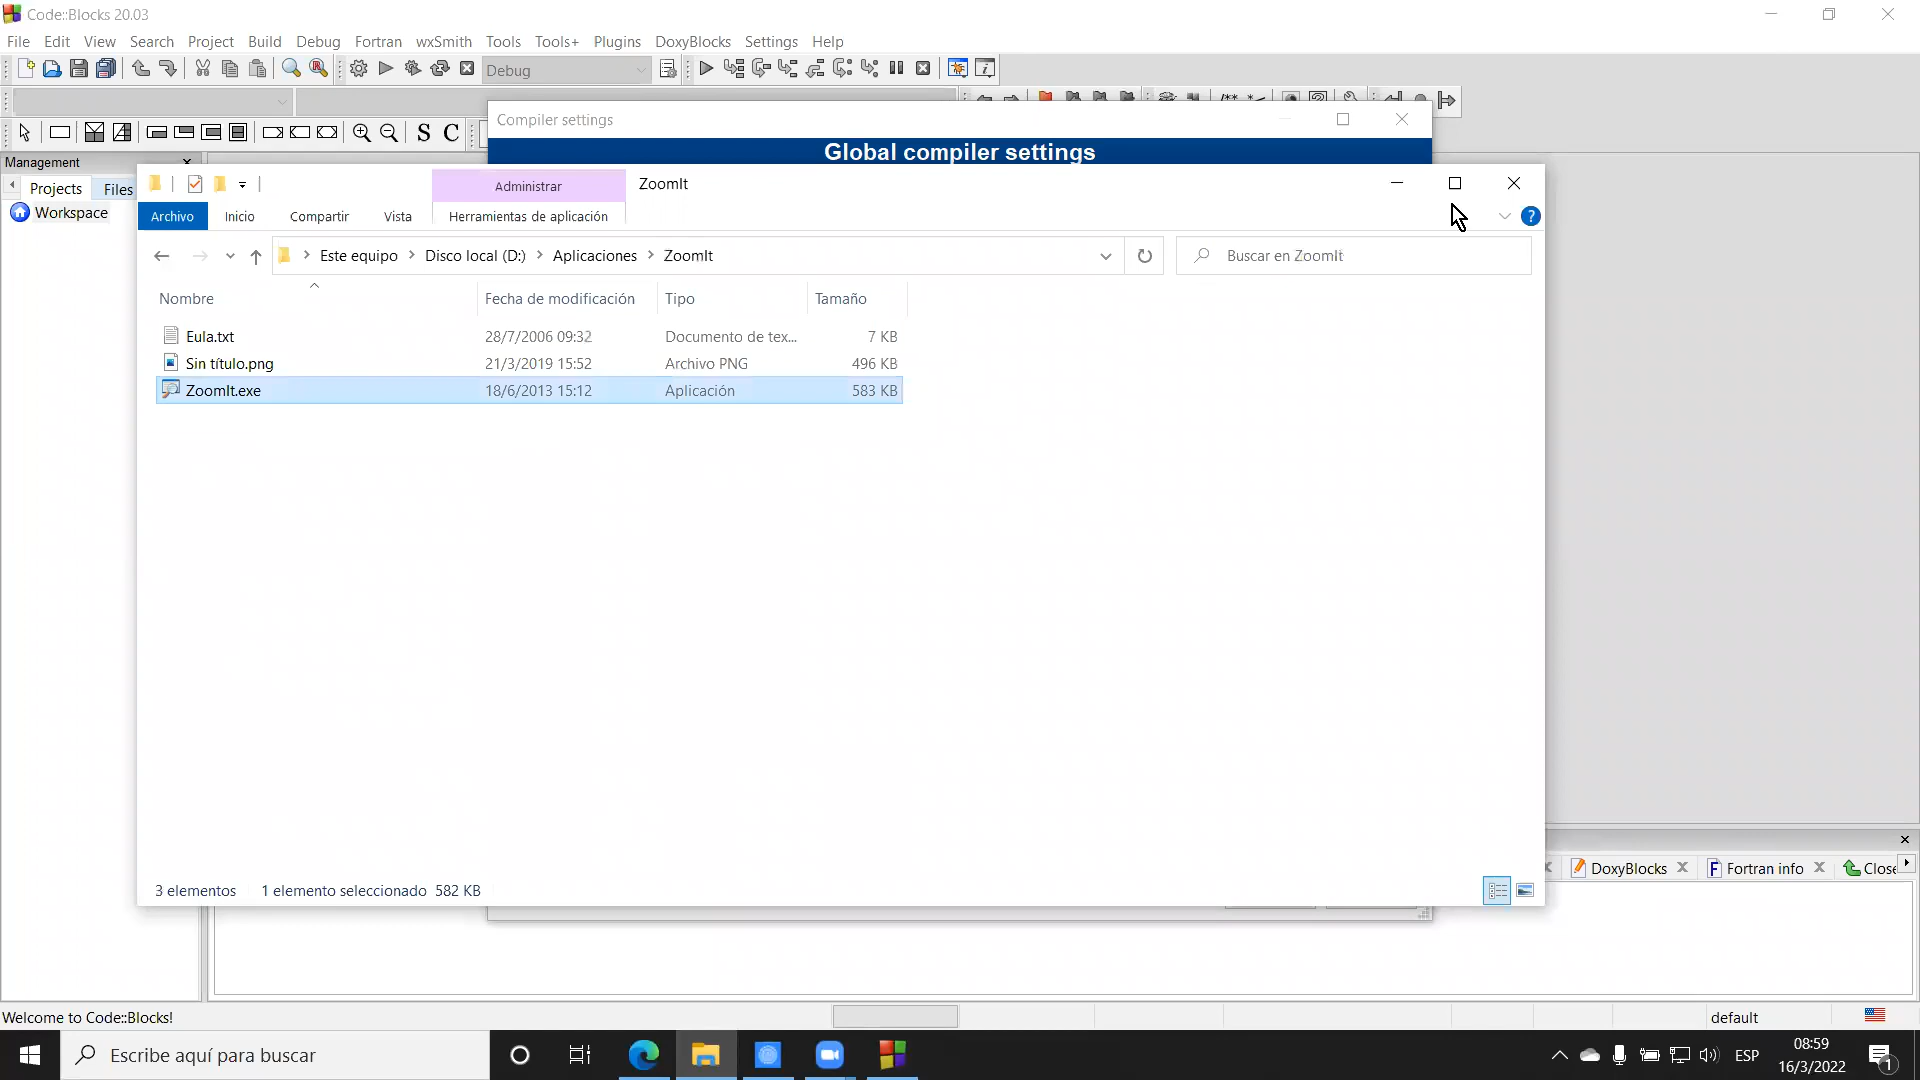 Code::Blocks 20.03
File Edit View Search Project Build Debug Fortran wxSmith Tools Tools+ Plugins DoxyBlocks Settings Help
Debug
S C
Compiler settings
Global compiler settings
Management
Projects Files
Workspace
Administrar ZoomIt
Archivo Inicio Compartir Vista Herramientas de aplicación
Este equipo Disco local (D:) Aplicaciones ZoomIt Buscar en ZoomIt
Nombre Fecha de modificación Tipo Tamaño
Eula.txt 28/7/2006 09:32 Documento de tex... 7 KB
Sin título.png 21/3/2019 15:52 Archivo PNG 496 KB
ZoomIt.exe 18/6/2013 15:12 Aplicación 583 KB
3 elementos 1 elemento seleccionado 582 KB
DoxyBlocks Fortran info Close
Welcome to Code::Blocks! default
Escribe aquí para buscar
ESP
08:59
16/3/2022
1